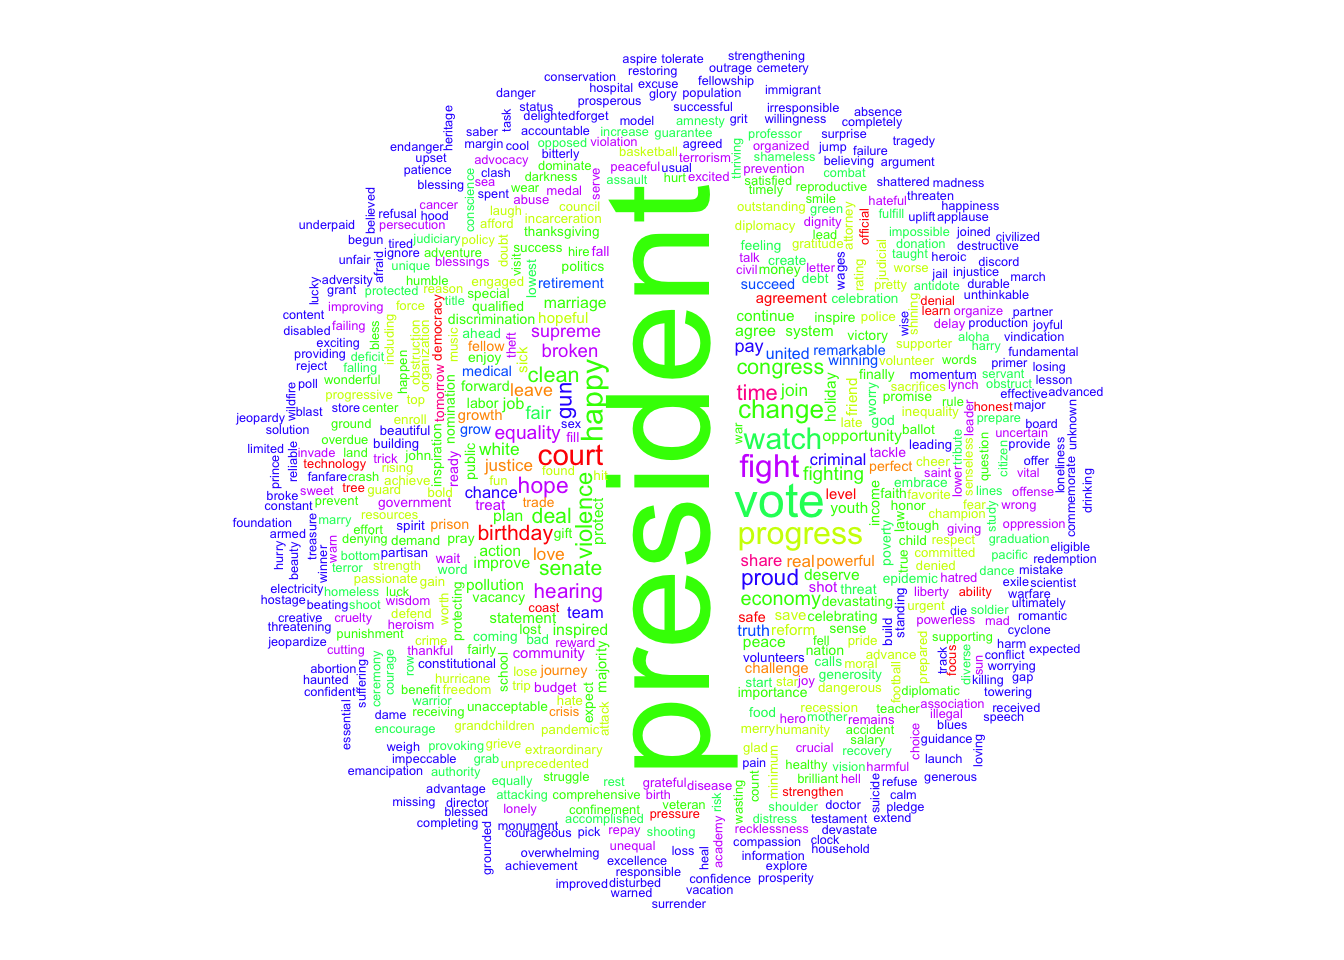 aspire tolerate
strengthening
restoring
outrage cemetery
conservation
excuse
fellowship
hospital
danger
glory population
immigrant
prosperous
status
successful
irresponsible
absence
heritage
task
delighted forget
model
amnesty
grit
willingness
completely
saber
accountable
increase guarantee
professor
surprise
tragedy
endanger
margin cool
opposed violation
agreed
thriving
organized
jump failure
upset
advocacy
bitterly
basketball
terrorism
shameless
believing argument
patience
clash
dominate
peaceful usual
prevention
combat
blessing
conscience
sea
darkness
serve
assault
hurt excited
satisfied
shattered madness
believed
cancer
spent
wear medal
timely reproductive
threaten
refusal hood
abuse
smile
hateful
happiness
underpaid
persecution
laugh
council
outstanding
green
attorney
official
fulfill
uplift applause
begun
tired
judiciary policy
afford
incarceration
thanksgiving
diplomacy
dignity
lead
impossible
joined
civilized
unfair
afraid
ignore adventure
doubt
visit
success
hire fall
feeling
gratitude
donation
destructive
unique
blessings
lowest
politics
talk
create
letter
wages
rating
judicial
taught
heroic
discord
lucky
adversity
humble
engaged
retirement
civil money
debt
worse
jail injustice
march
grant
protected reason
special
succeed
pretty
antidote
durable
unthinkable
content
improving
force
title
qualified
marriage
agreement
celebration
shining
denial
learn organize
partner
disabled
failing
bless
including
obstruction
organization
democracy
tomorrow
music
discrimination
hopeful
continue
inspire
police
wise
delay production joyful
exciting
ahead
theft
supreme
agree
system
victory
supporter
aloha
vindication
providing
deficit
fellow
enjoy
sick
broken
president
pay
united
remarkable
winning
volunteer
words
harry
fundamental
reject
falling
happen
medical
clean
congress
finally
momentum
primer
losing
poll
wonderful
forward
leave
gun
happy
time
join
holiday
late
friend
worry
sacrifices
servant
lesson
wildfire
progressive
top
labor job
promise
lynch
obstruct
effective advanced
blast
store center
enroll
nomination
growth
fair
change
god
inequality
rule
leader
honest major
jeopardy
ground
beautiful
grow
equality
sex
fill
war
watch
opportunity
ballot
tribute
prepare
board
unknown
solution
overdue
building
inspiration
public
white
court
fight
criminal
tackle
leading
senseless
question
uncertain
limited
reliable
land
trick
john
ready
justice
found
hit
fighting
perfect
cheer
citizen
provide
loneliness
commemorate
invade
technology
rising
fun
hope
level
embrace
saint
lower
offer
drinking
prince
fanfare crash
achieve
chance
violence
protect
vote
youth
income
faith
favorite
lines
vital
sweet
tree
guard
bold
treat
trade
honor
fear
offense
wrong
broke
prevent
government
plan
deal
law
champion
study
constant
resources
birthday
gift
progress
tough
giving
oppression
foundation
marry
effort
spirit
prison
poverty
child
respect
graduation
armed
treasure
warn
denying
demand
pray
action
love
share
real
powerful
true
committed
pacific
eligible
hurry
beauty
winner
bottom
partisan
wait
improve
senate
proud
deserve
denied
dance
redemption
terror
strength
word
hearing
shot
threat
epidemic
hatred
mistake
electricity
passionate
gain
pollution
economy
devastating
liberty
ability
exile scientist
hostage
homeless
luck
worth
protecting
vacancy
coast
team
safe
save
celebrating
urgent
die
soldier
warfare
creative
beating
shoot
wisdom
statement
truth
reform
sense
build
standing
powerless
mad
ultimately
threatening
cruelty
defend
lost
inspired
peace
fell
pride
romantic
jeopardize
punishment
heroism
crime
coming
bad
reward
majority
volunteers
nation
advance
prepared
supporting
cyclone
cutting
thankful
fairly
community
challenge
calls
moral
track
focus
diverse
sun
harm
expected
abortion
suffering
ceremony
courage
row
constitutional
school
lose
journey
start
star
joy
generosity
football
conflict
worrying
haunted
hurricane
trip
budget
expect
importance
dangerous
diplomatic
killing
gap
confident
benefit
freedom
hate
attack
recession
teacher
association
towering
essential
warrior
unacceptable
crisis
food
hero
mother
remains
illegal
received
dame
receiving
pandemic
merry
humanity
accident
choice
blues
speech
encourage
grandchildren
salary
guidance
loving
weigh
provoking
grieve
extraordinary
glad
minimum
crucial
recovery
impeccable
grab
unprecedented
pain
healthy
vision
harmful
launch
emancipation
authority
equally
struggle
rest
grateful disease
count
brilliant
hell
suicide
refuse
generous
advantage
attacking
comprehensive
birth
risk
wasting
strengthen
calm
missing
director
confinement
veteran
shoulder
doctor
pledge
blessed
lonely
accomplished
pressure
academy
distress
testament
extend
completing
monument
courageous
pick
repay
shooting
recklessness
devastate
grounded
unequal
compassion
clock
household
overwhelming
loss
heal
information
achievement
excellence
explore
responsible
confidence
prosperity
improved disturbed
vacation
warned
surrender